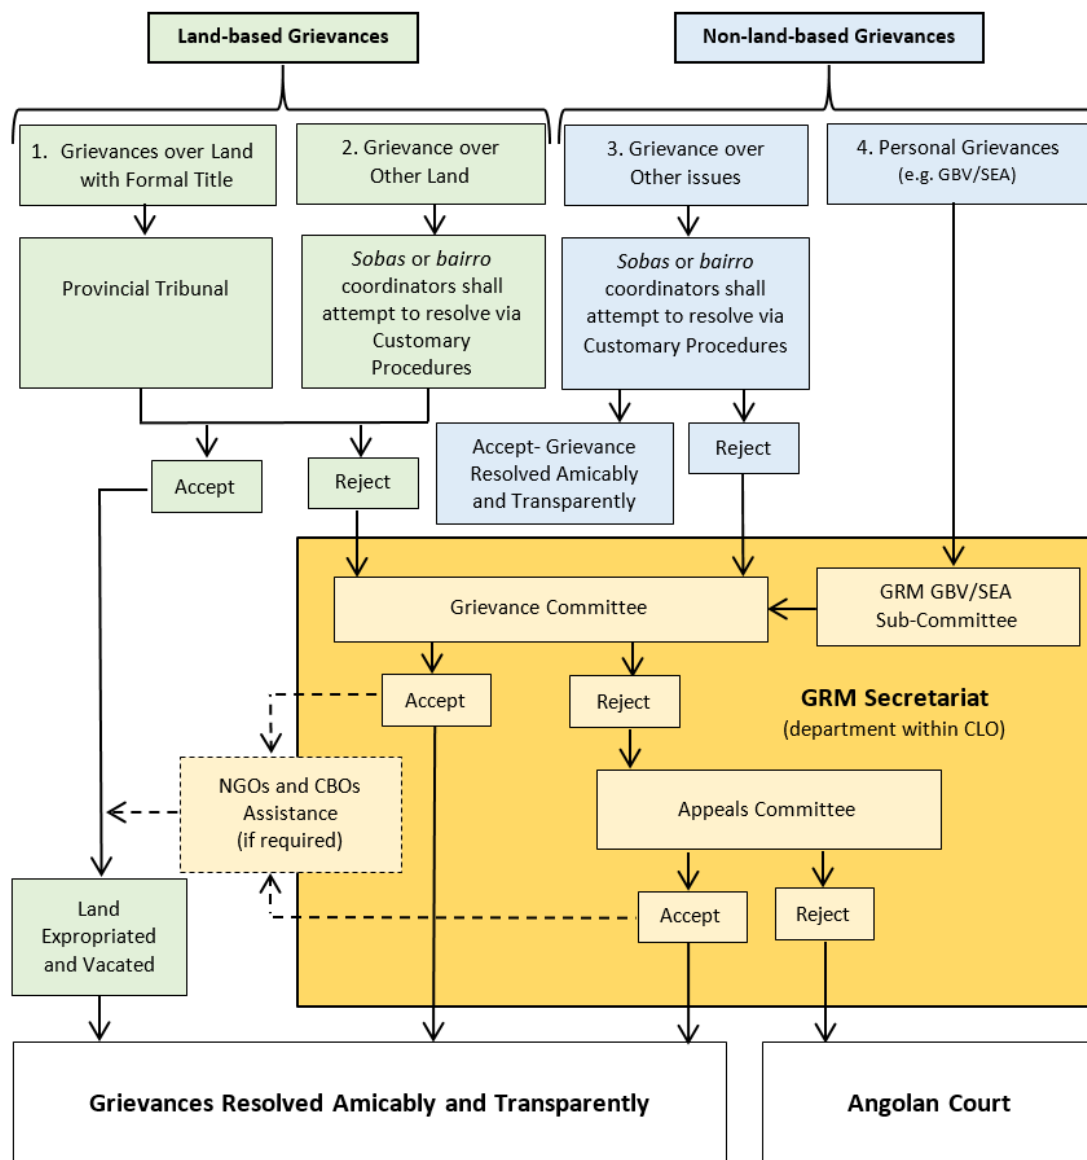 Land-based Grievances
Non-land-based Grievances
1. Grievances over Land
with Formal Title
2. Grievance over
Other Land
3. Grievance over
Other issues
4. Personal Grievances
(e.g. GBV/SEA)
Provincial Tribunal
Sobas or bairro
coordinators shall
attempt to resolve via
Customary
Procedures
Sobas or bairro
coordinators shall
attempt to resolve via
Customary Procedures
Accept
Reject
Accept- Grievance
Resolved Amicably
and Transparently
Reject
Grievance Committee
GRM GBV/SEA
Sub-Committee
Accept
Reject
GRM Secretariat
(department within CLO)
NGOs and CBOs
Assistance
(if required)
Appeals Committee
Land
Expropriated
and Vacated
Accept
Reject
Grievances Resolved Amicably and Transparently
Angolan Court